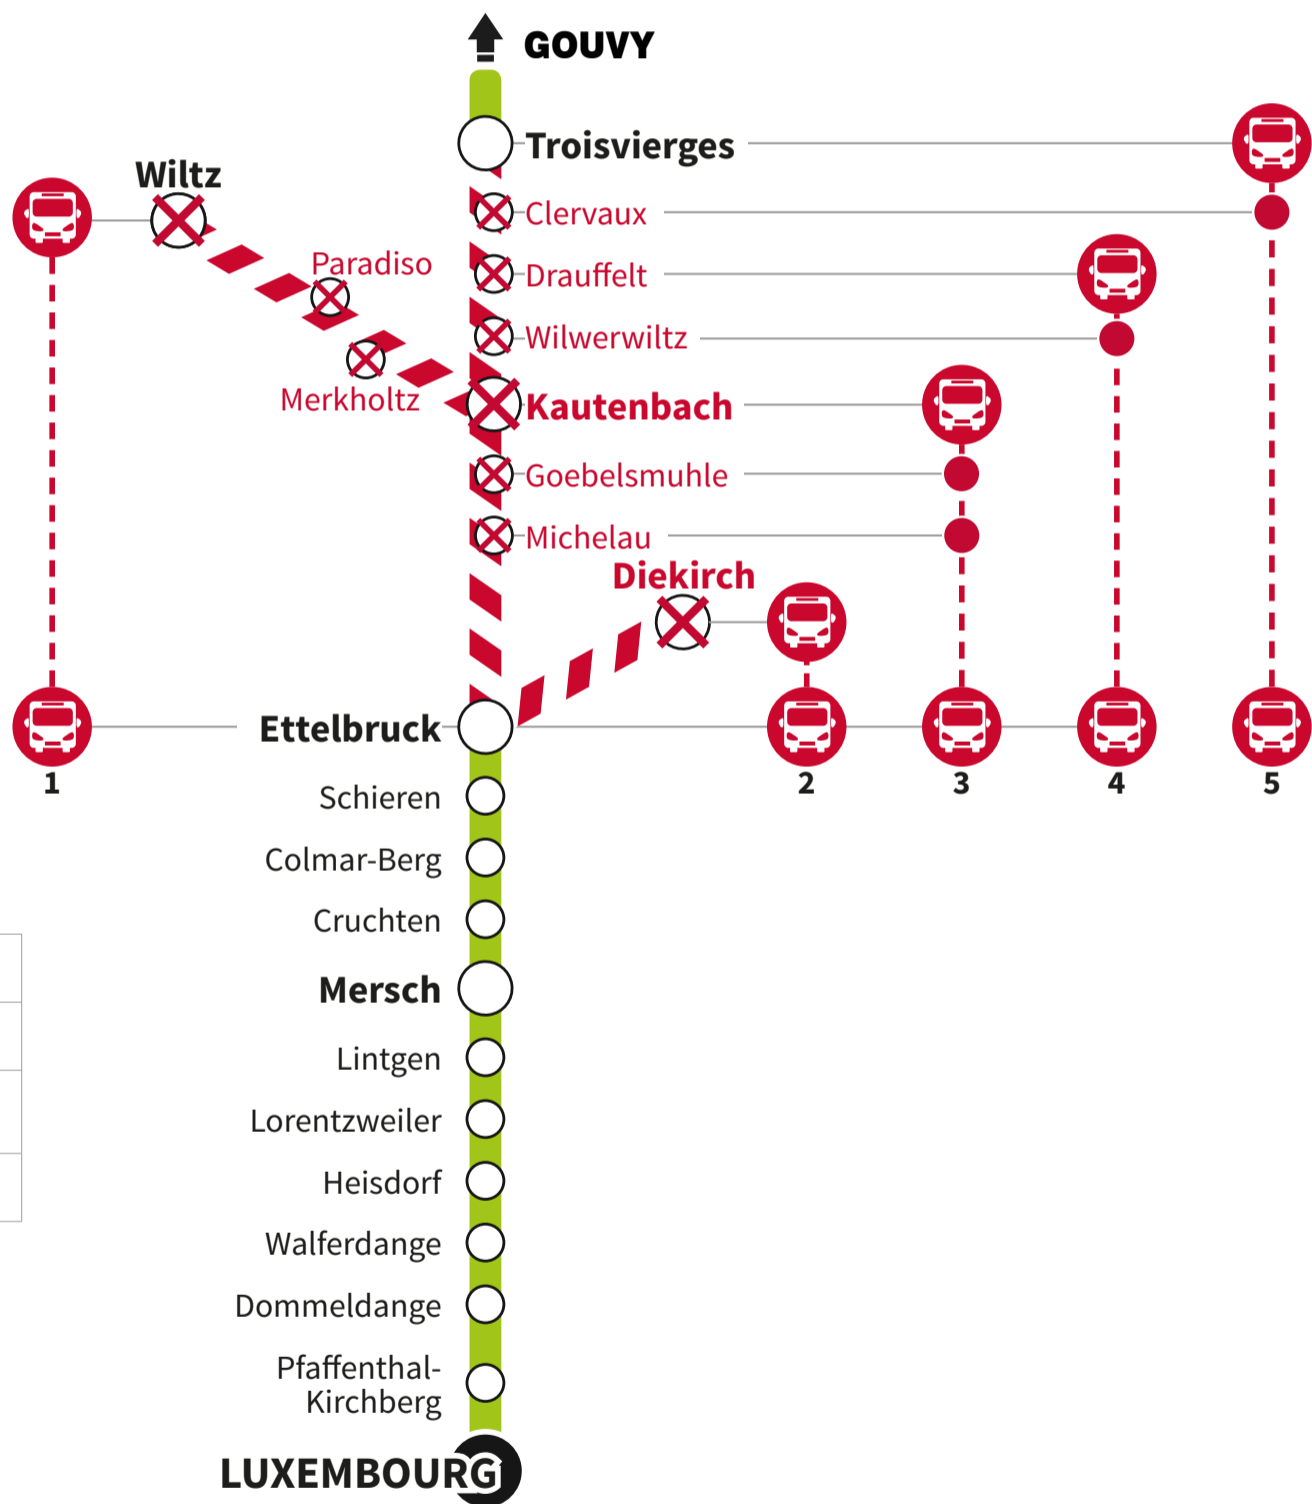 GOUVY
Troisvierges
Wiltz
Clervaux
Paradiso
Drauffelt
Wilwerwiltz
Merkholtz
Kautenbach
Goebelsmuhle
Michelau
Diekirch
Ettelbruck
1
2
3
4
5
Schieren
Colmar-Berg
Cruchten
Mersch
Lintgen
Lorentzweiler
Heisdorf
Walferdange
Dommeldange
Pfaffenthal-
Kirchberg
LUXEMBOURG